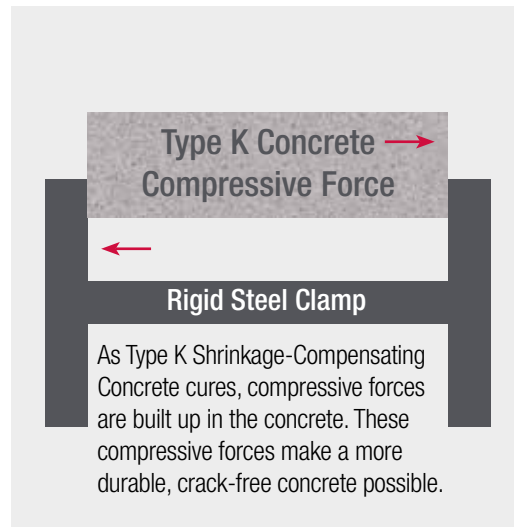 Type K Concrete
Compressive Force
Rigid Steel Clamp
As Type K Shrinkage-Compensating
Concrete cures, compressive forces
are built up in the concrete. These
compressive forces make a more
durable, crack-free concrete possible.